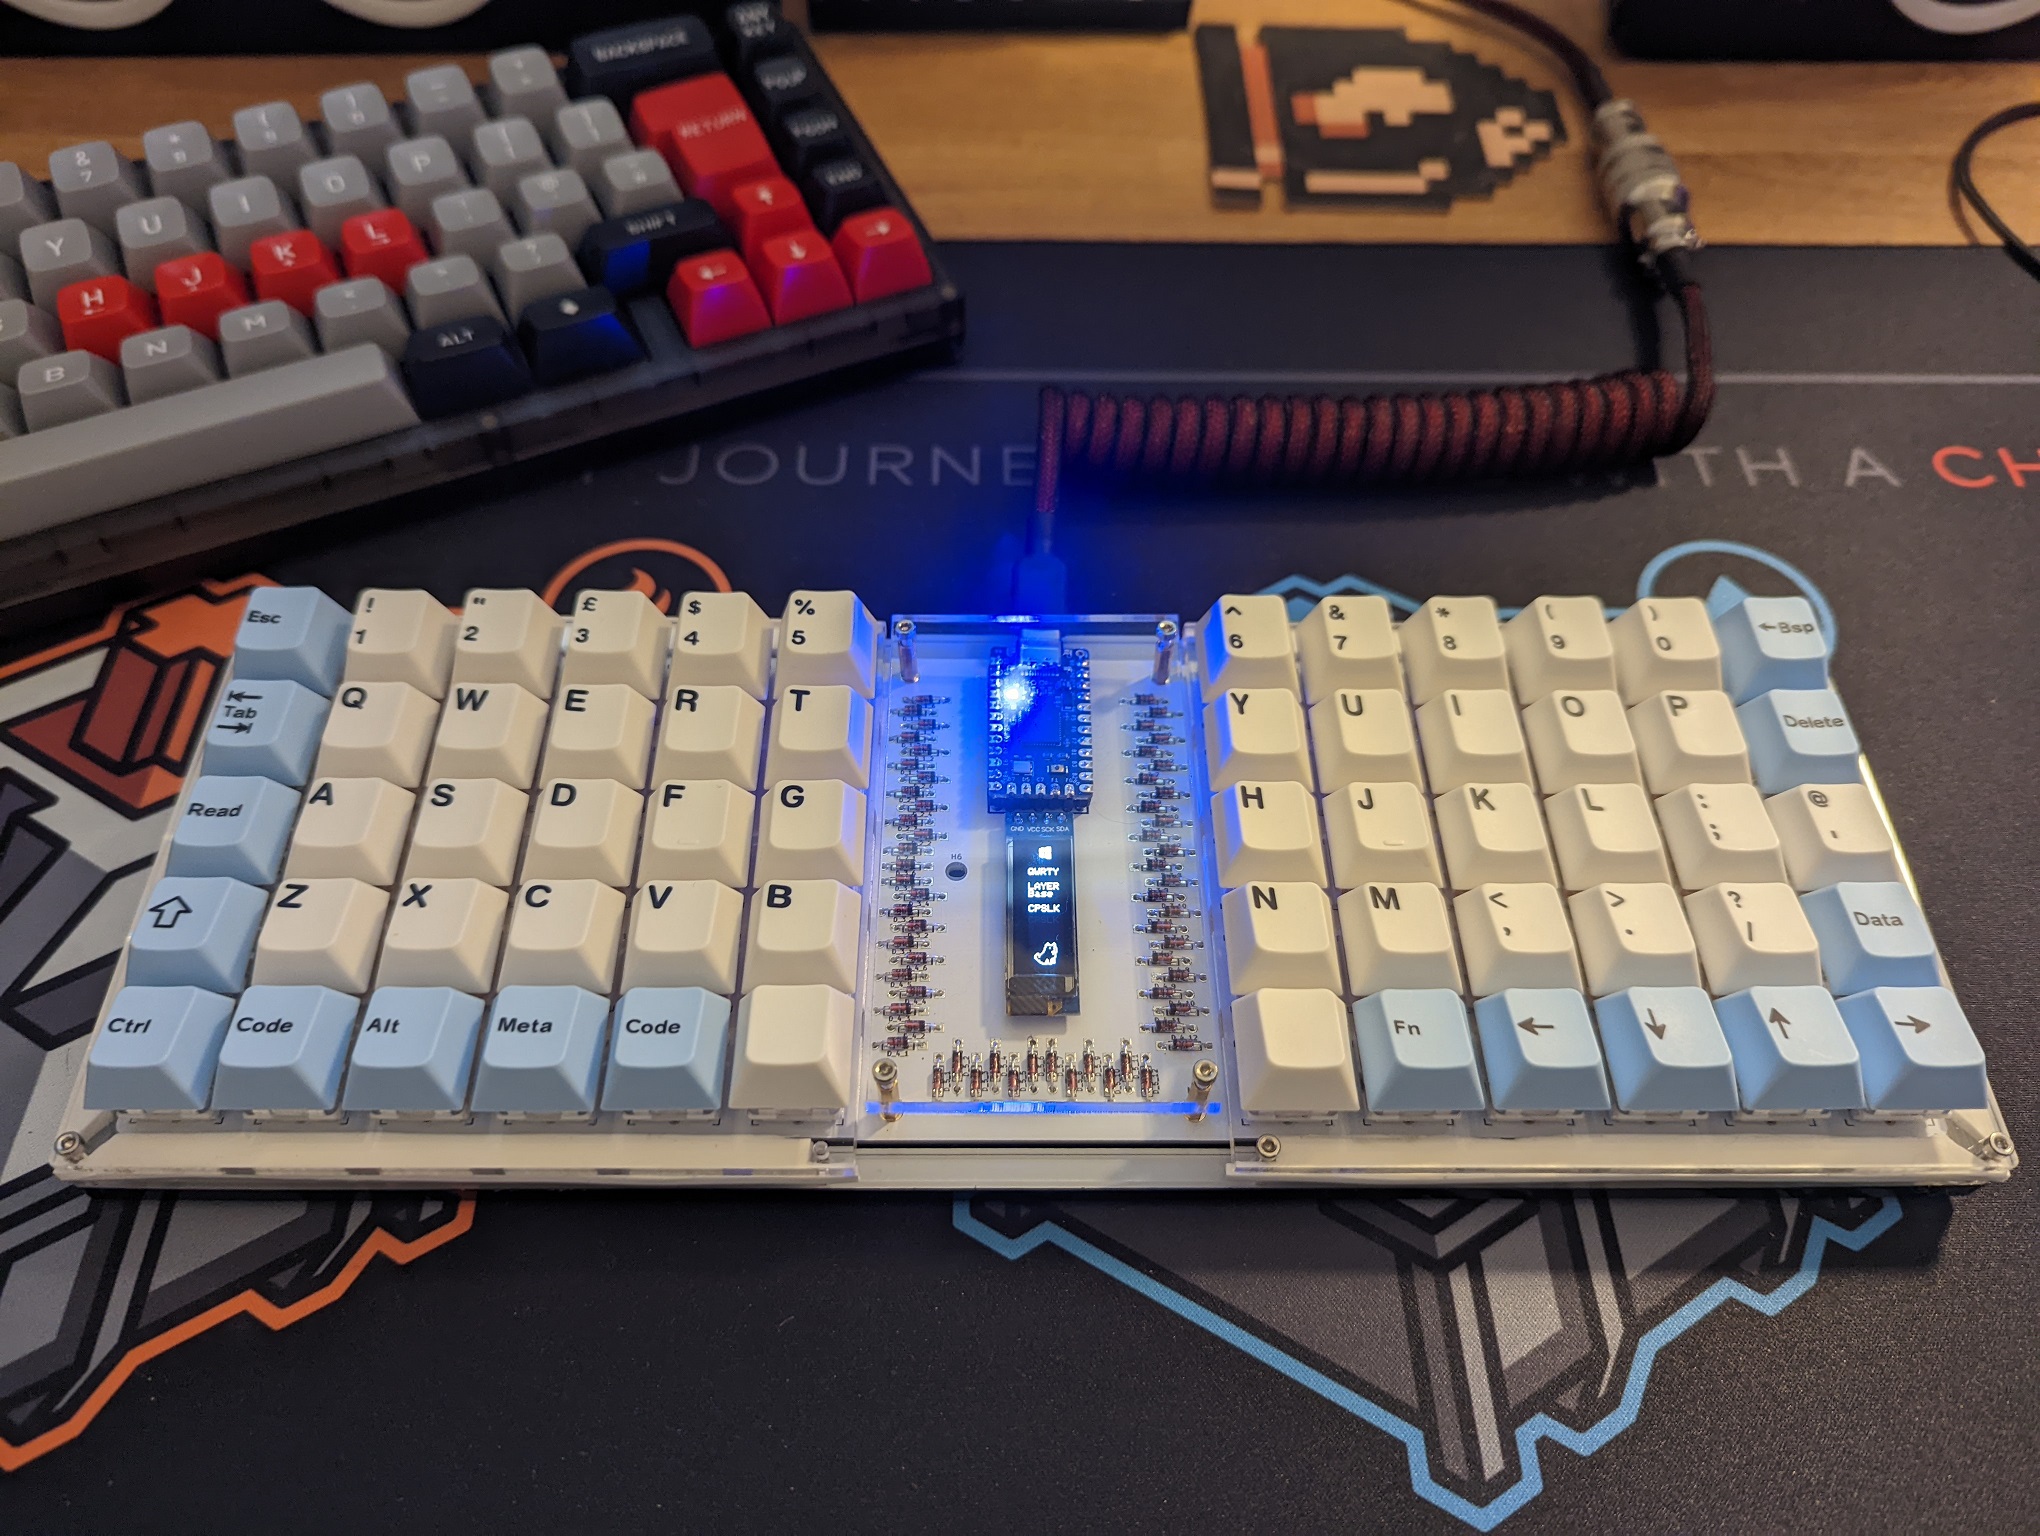 BACKSPACE
RETURN
& 7
* 8
Y U I O P
H J K L
SHIFT
B N M
ALT
JOURNE
TH A CH
Esc ! 1 " 2 £ 3 $ 4 % 5 ^ 6 & 7 * 8 ( 9 ) 0 ←Bsp
Tab Q W E R T Y U I O P Delete
Read A S D F G H J K L : ; @ '
Z X C V B N M < , > . ? / Data
Ctrl Code Alt Meta Code Fn ← ↓ ↑ →
GND VCC SCK SDA
H6
QWRTY
LAYER
Base
CPSLK